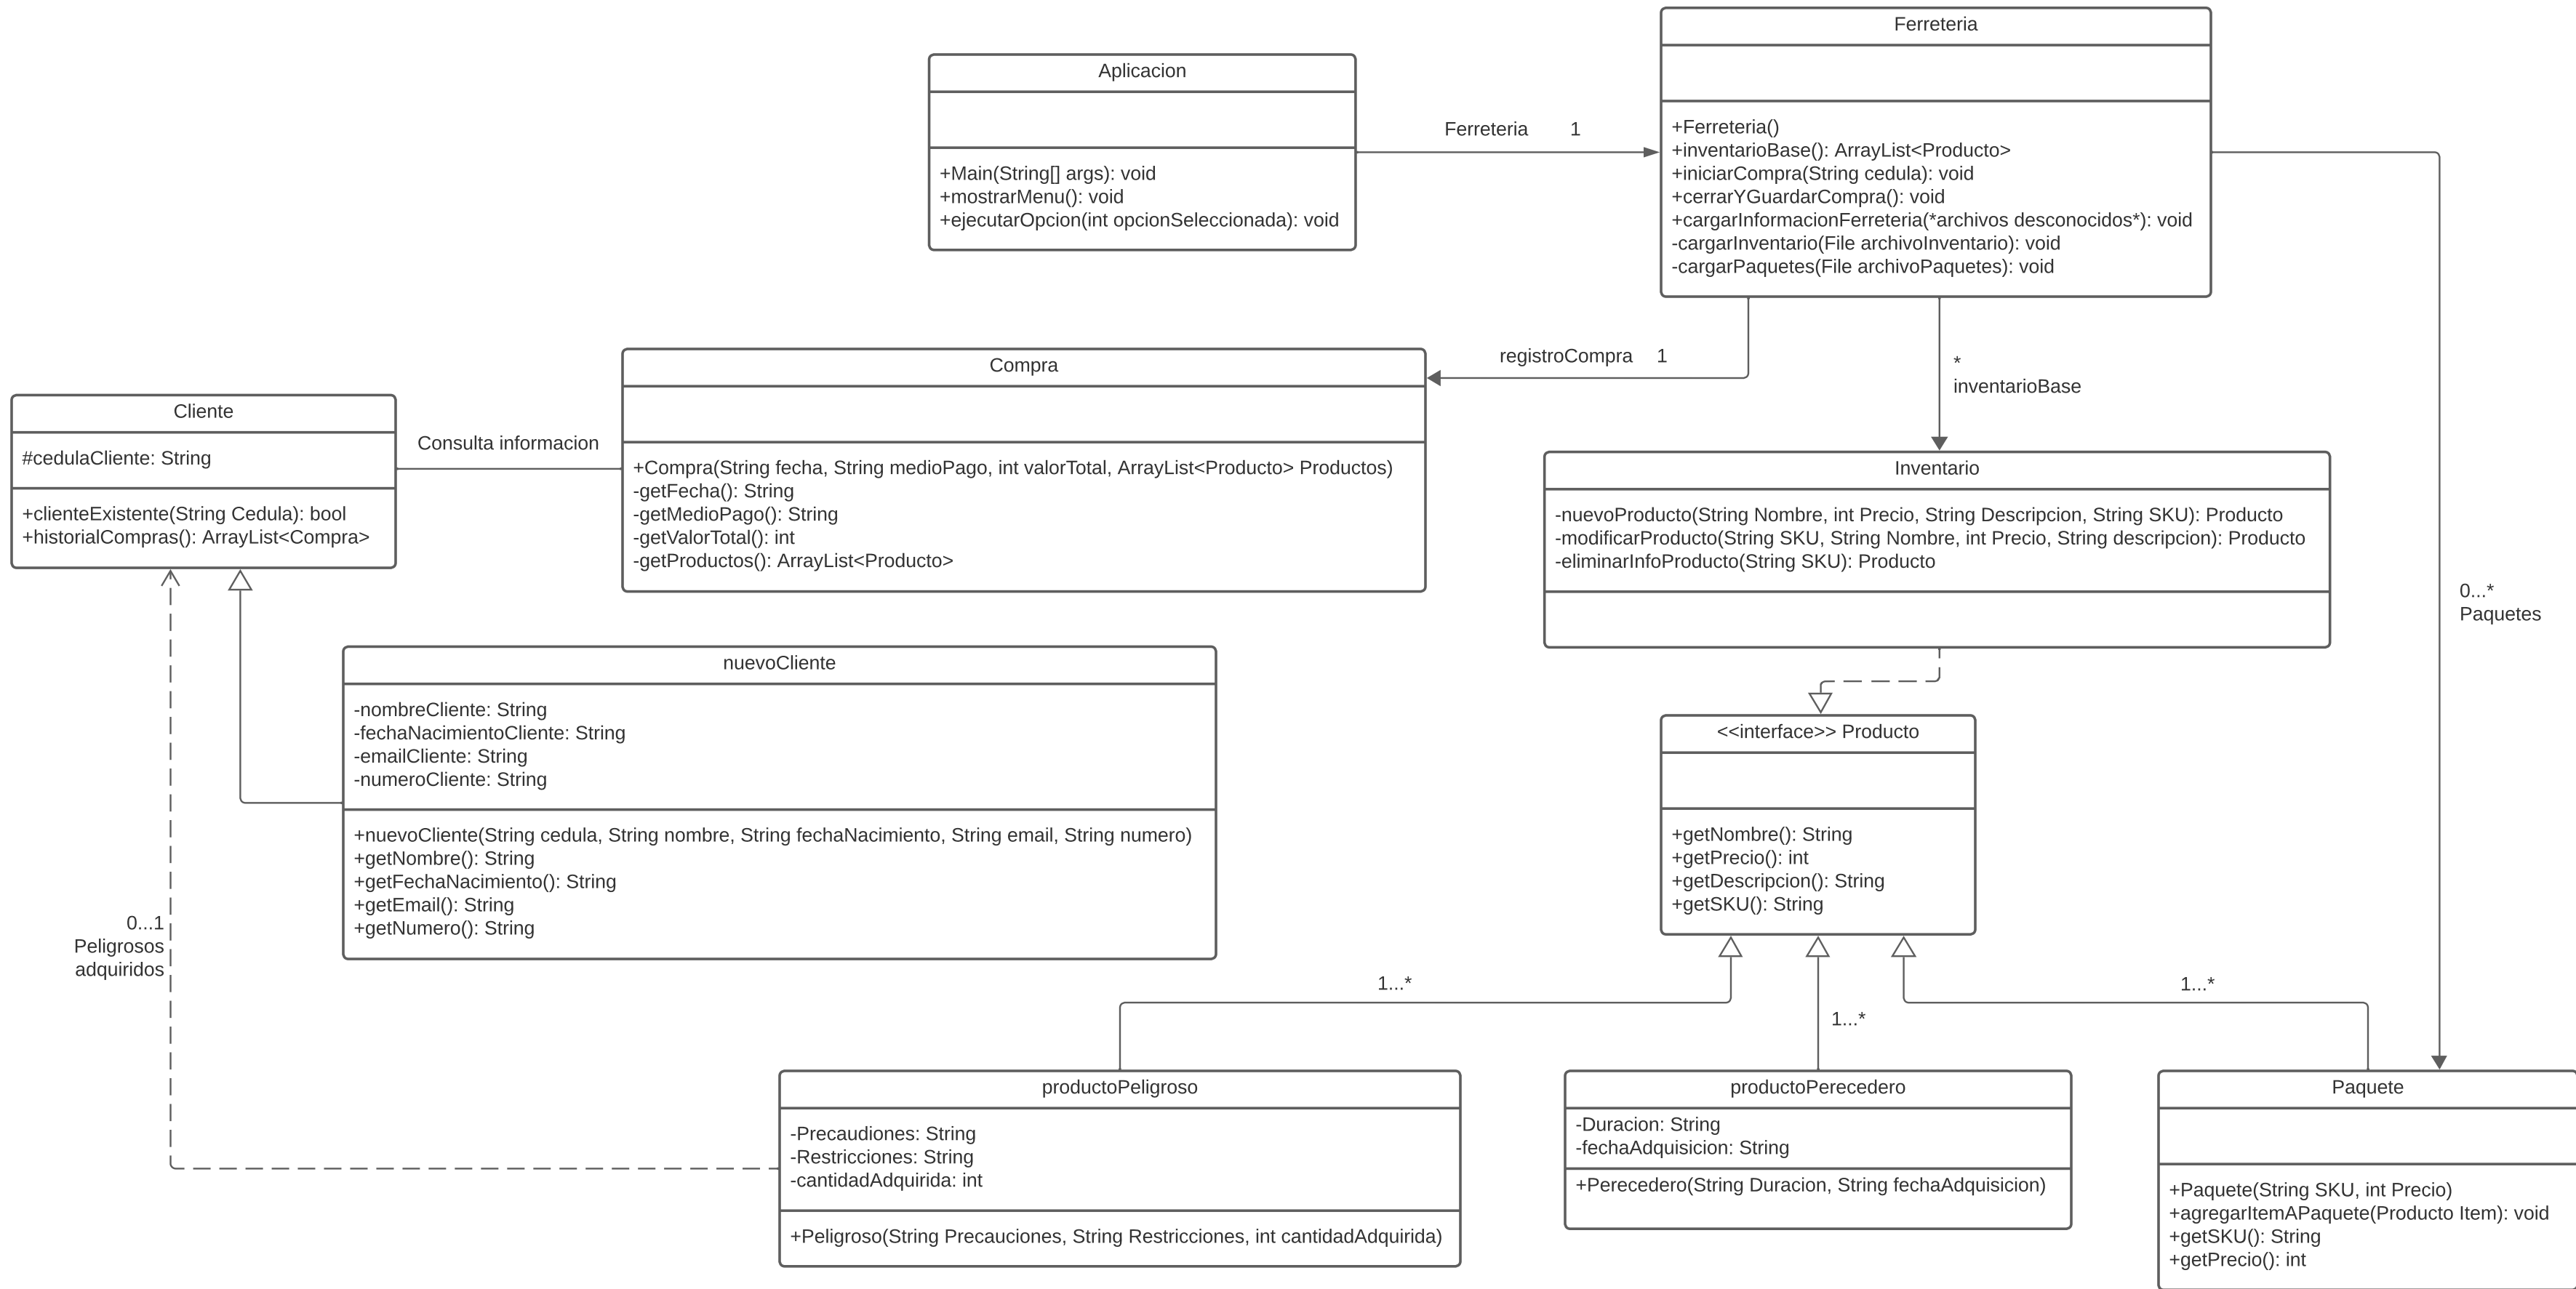 Ferreteria
+Ferreteria()
+inventarioBase(): ArrayList<Producto>
+iniciarCompra(String cedula): void
+cerrarYGuardarCompra(): void
+cargarInformacionFerreteria(*archivos desconocidos*): void
-cargarInventario(File archivoInventario): void
-cargarPaquetes(File archivoPaquetes): void
Aplicacion
+Main(String[] args): void
+mostrarMenu(): void
+ejecutarOpcion(int opcionSeleccionada): void
Ferreteria 1
registroCompra 1
*
inventarioBase
0...*
Paquetes
Compra
+Compra(String fecha, String medioPago, int valorTotal, ArrayList<Producto> Productos)
-getFecha(): String
-getMedioPago(): String
-getValorTotal(): int
-getProductos(): ArrayList<Producto>
Cliente
#cedulaCliente: String
+clienteExistente(String Cedula): bool
+historialCompras(): ArrayList<Compra>
Consulta informacion
Inventario
-nuevoProducto(String Nombre, int Precio, String Descripcion, String SKU): Producto
-modificarProducto(String SKU, String Nombre, int Precio, String descripcion): Producto
-eliminarInfoProducto(String SKU): Producto
nuevoCliente
-nombreCliente: String
-fechaNacimientoCliente: String
-emailCliente: String
-numeroCliente: String
+nuevoCliente(String cedula, String nombre, String fechaNacimiento, String email, String numero)
+getNombre(): String
+getFechaNacimiento(): String
+getEmail(): String
+getNumero(): String
<<interface>> Producto
+getNombre(): String
+getPrecio(): int
+getDescripcion(): String
+getSKU(): String
0...1
Peligrosos
adquiridos
1...*
1...*
1...*
productoPeligroso
-Precaudiones: String
-Restricciones: String
-cantidadAdquirida: int
+Peligroso(String Precauciones, String Restricciones, int cantidadAdquirida)
productoPerecedero
-Duracion: String
-fechaAdquisicion: String
+Perecedero(String Duracion, String fechaAdquisicion)
Paquete
+Paquete(String SKU, int Precio)
+agregarItemAPaquete(Producto Item): void
+getSKU(): String
+getPrecio(): int